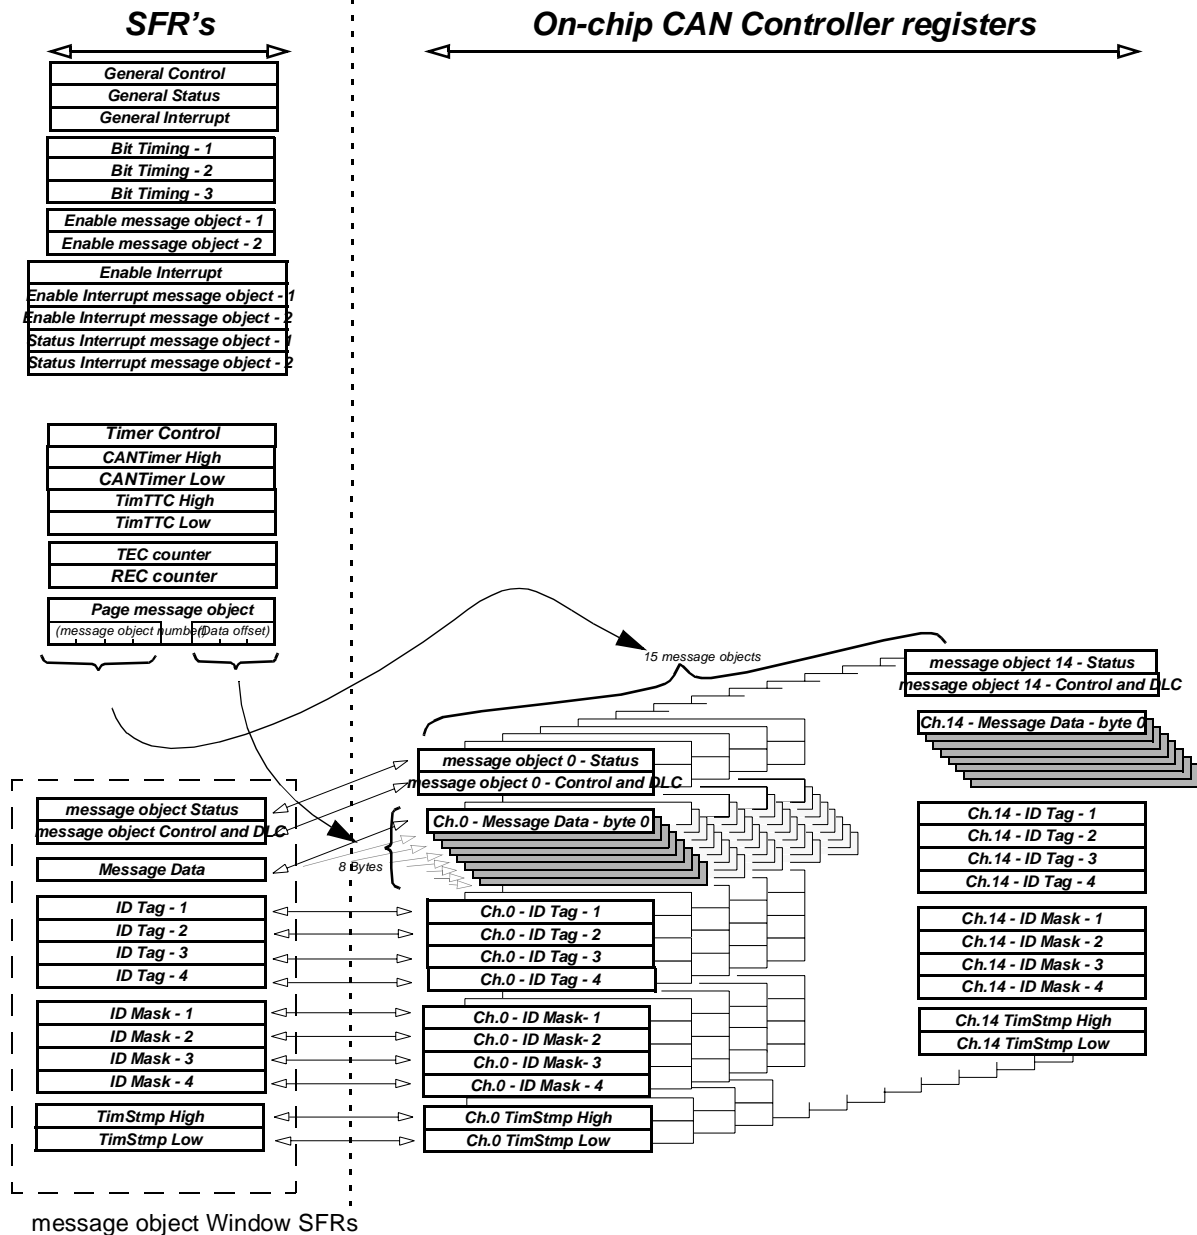 SFR's
On-chip CAN Controller registers
General Control
General Status
General Interrupt
Bit Timing - 1
Bit Timing - 2
Bit Timing - 3
Enable message object - 1
Enable message object - 2
Enable Interrupt
Enable Interrupt message object - 1
Enable Interrupt message object - 2
Status Interrupt message object - 1
Status Interrupt message object - 2
Timer Control
CANTimer High
CANTimer Low
TimTTC High
TimTTC Low
TEC counter
REC counter
Page message object
(message object number)
(Data offset)
15 message objects
message object 14 - Status
message object 14 - Control and DLC
Ch.14 - Message Data - byte 0
message object 0 - Status
message object 0 - Control and DLC
Ch.0 - Message Data - byte 0
8 Bytes
message object Status
message object Control and DLC
Message Data
ID Tag - 1
ID Tag - 2
ID Tag - 3
ID Tag - 4
ID Mask - 1
ID Mask - 2
ID Mask - 3
ID Mask - 4
TimStmp High
TimStmp Low
Ch.0 - ID Tag - 1
Ch.0 - ID Tag - 2
Ch.0 - ID Tag - 3
Ch.0 - ID Tag - 4
Ch.0 - ID Mask- 1
Ch.0 - ID Mask- 2
Ch.0 - ID Mask- 3
Ch.0 - ID Mask - 4
Ch.0 TimStmp High
Ch.0 TimStmp Low
Ch.14 - ID Tag - 1
Ch.14 - ID Tag - 2
Ch.14 - ID Tag - 3
Ch.14 - ID Tag - 4
Ch.14 - ID Mask - 1
Ch.14 - ID Mask - 2
Ch.14 - ID Mask - 3
Ch.14 - ID Mask - 4
Ch.14 TimStmp High
Ch.14 TimStmp Low
message object Window SFRs